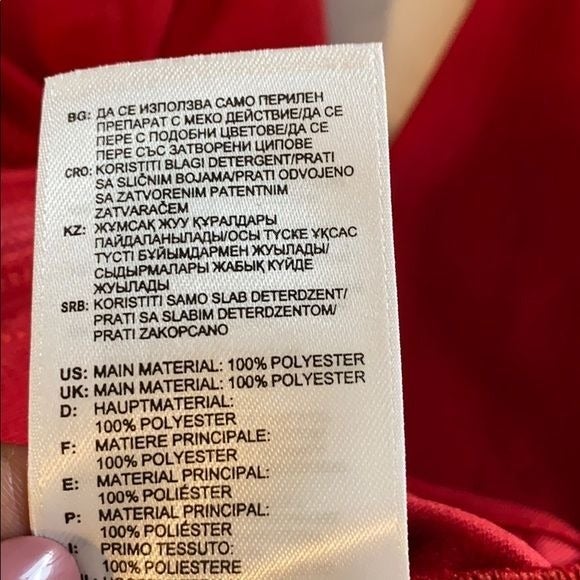 BG: ДА СЕ ИЗПОЛЗВА САМО ПЕРИЛЕН
ПРЕПАРАТ С МЕКО ДЕЙСТВИЕ/ДА СЕ
ПЕРЕ С ПОДОБНИ ЦВЕТОВЕ/ДА СЕ
ПЕРЕ СЪС ЗАТВОРЕНИ ЦИПОВЕ
CRO: KORISTITI BLAGI DETERGENT/PRATI
SA SLIČNIM BOJAMA/PRATI ODVOJENO
SA ZATVORENIM PATENTNIM
ZATVARAČEM
KZ: ЖҰМСАҚ ЖУУ ҚҰРАЛДАРЫ
ПАЙДАЛАНЫЛАДЫ/ОСЫ ТҮСКЕ ҰҚСАС
ТҮСТІ БҰЙЫМДАРМЕН ЖУЫЛАДЫ/
СЫДЫРМАЛАРЫ ЖАБЫҚ КҮЙДЕ
ЖУЫЛАДЫ
SRB: KORISTITI SAMO SLAB DETERDZENT/
PRATI SA SLABIM DETERDZENTOM/
PRATI ZAKOPCANO
US: MAIN MATERIAL: 100% POLYESTER
UK: MAIN MATERIAL: 100% POLYESTER
D: HAUPTMATERIAL:
100% POLYESTER
F: MATIERE PRINCIPALE:
100% POLYESTER
E: MATERIAL PRINCIPAL:
100% POLIÉSTER
P: MATERIAL PRINCIPAL:
100% POLIÉSTER
I: PRIMO TESSUTO:
100% POLIESTERE